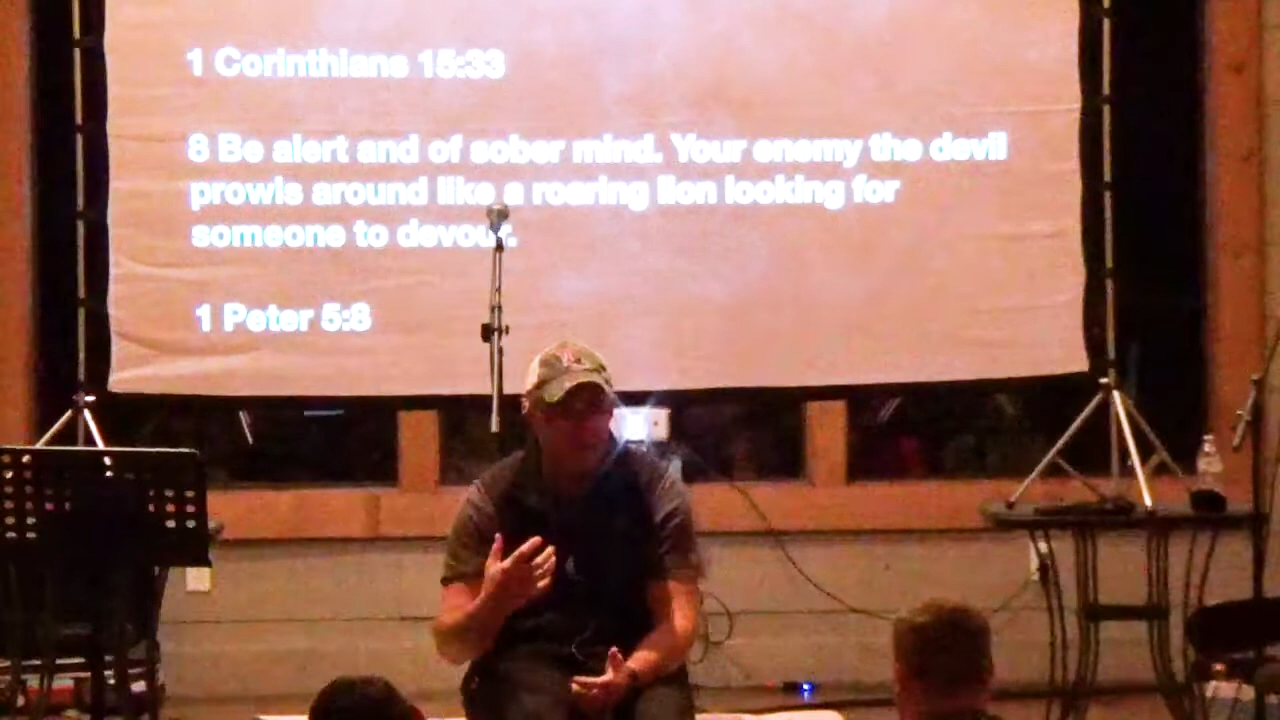 1 Corinthians 15:33
8 Be alert and of sober mind. Your enemy the devil
prowls around like a roaring lion looking for
someone to devour.
1 Peter 5:8